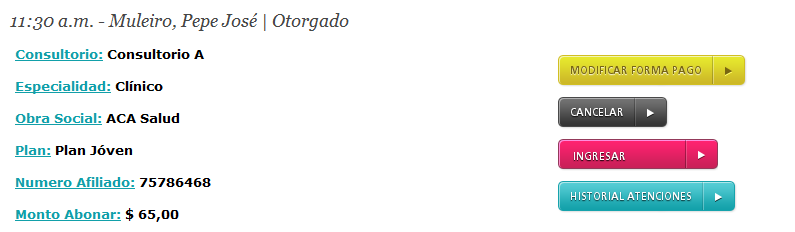 11:30 a.m. - Muleiro, Pepe José | Otorgado
Consultorio: Consultorio A
Especialidad: Clínico
Obra Social: ACA Salud
Plan: Plan Jóven
Numero Afiliado: 75786468
Monto Abonar: $ 65,00
MODIFICAR FORMA PAGO
CANCELAR
INGRESAR
HISTORIAL ATENCIONES